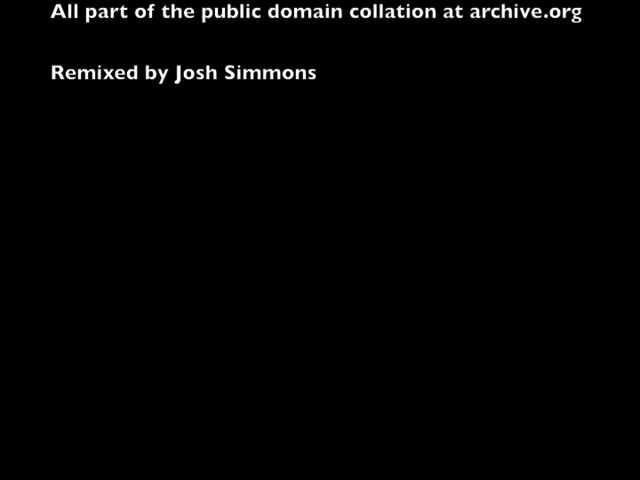 All part of the public domain collation at archive.org
Remixed by Josh Simmons